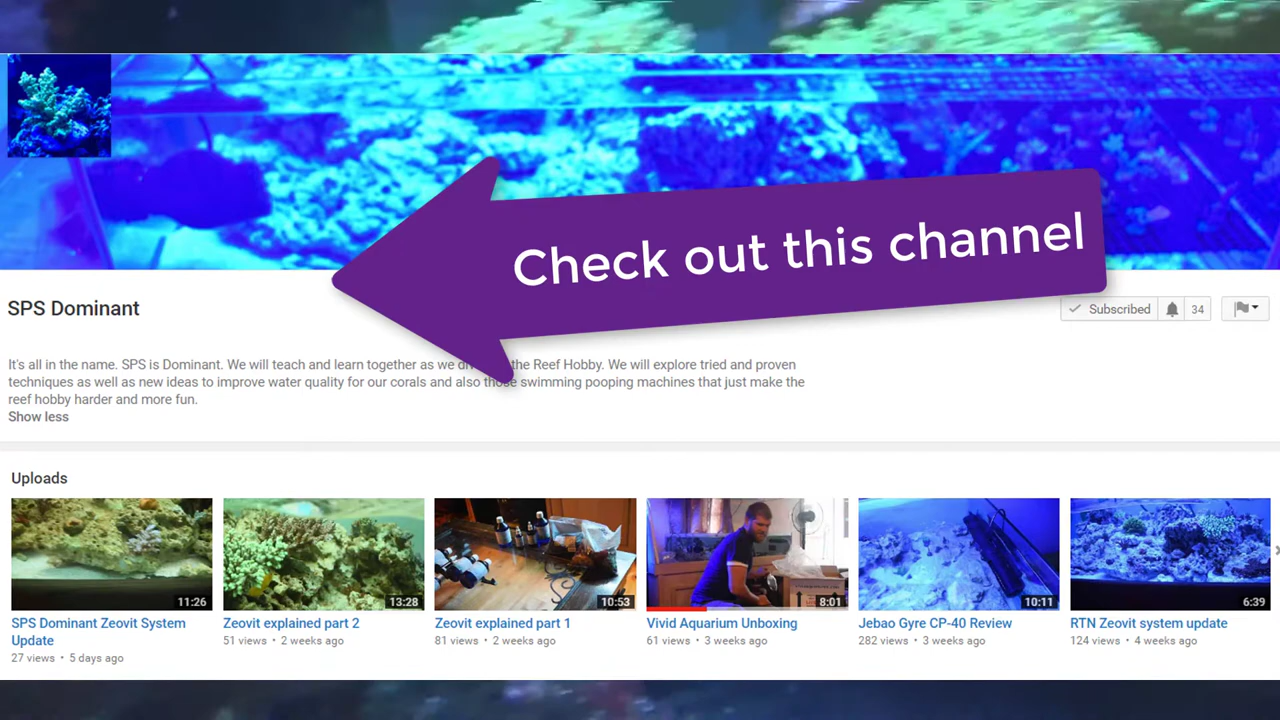 Check out this channel
SPS Dominant
Subscribed
34
It's all in the name. SPS is Dominant. We will teach and learn together as we the Reef Hobby. We will explore tried and proven
techniques as well as new ideas to improve water quality for our corals and also those swimming pooping machines that just make the
reef hobby harder and more fun.
Show less
Uploads
11:26
13:28
10:53
8:01
10:11
6:39
SPS Dominant Zeovit System
Update
27 views • 5 days ago
Zeovit explained part 2
51 views • 2 weeks ago
Zeovit explained part 1
81 views • 2 weeks ago
Vivid Aquarium Unboxing
61 views • 3 weeks ago
Jebao Gyre CP-40 Review
282 views • 3 weeks ago
RTN Zeovit system update
124 views • 4 weeks ago